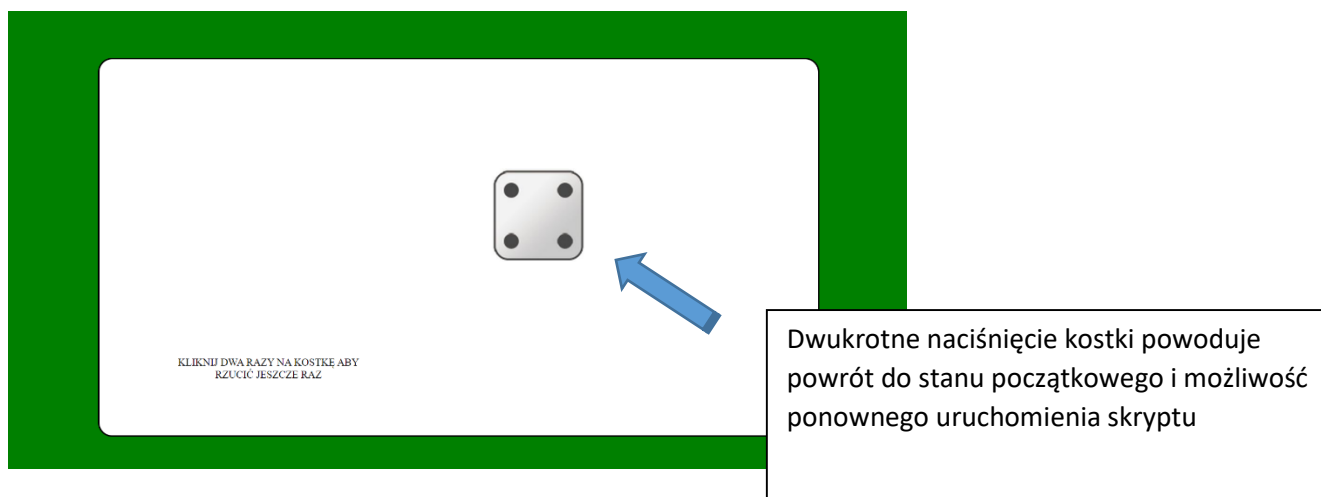 KLIKNIJ DWA RAZY NA KOSTKĘ ABY
RZUCIĆ JESZCZE RAZ
Dwukrotne naciśnięcie kostki powoduje
powrót do stanu początkowego i możliwość
ponownego uruchomienia skryptu